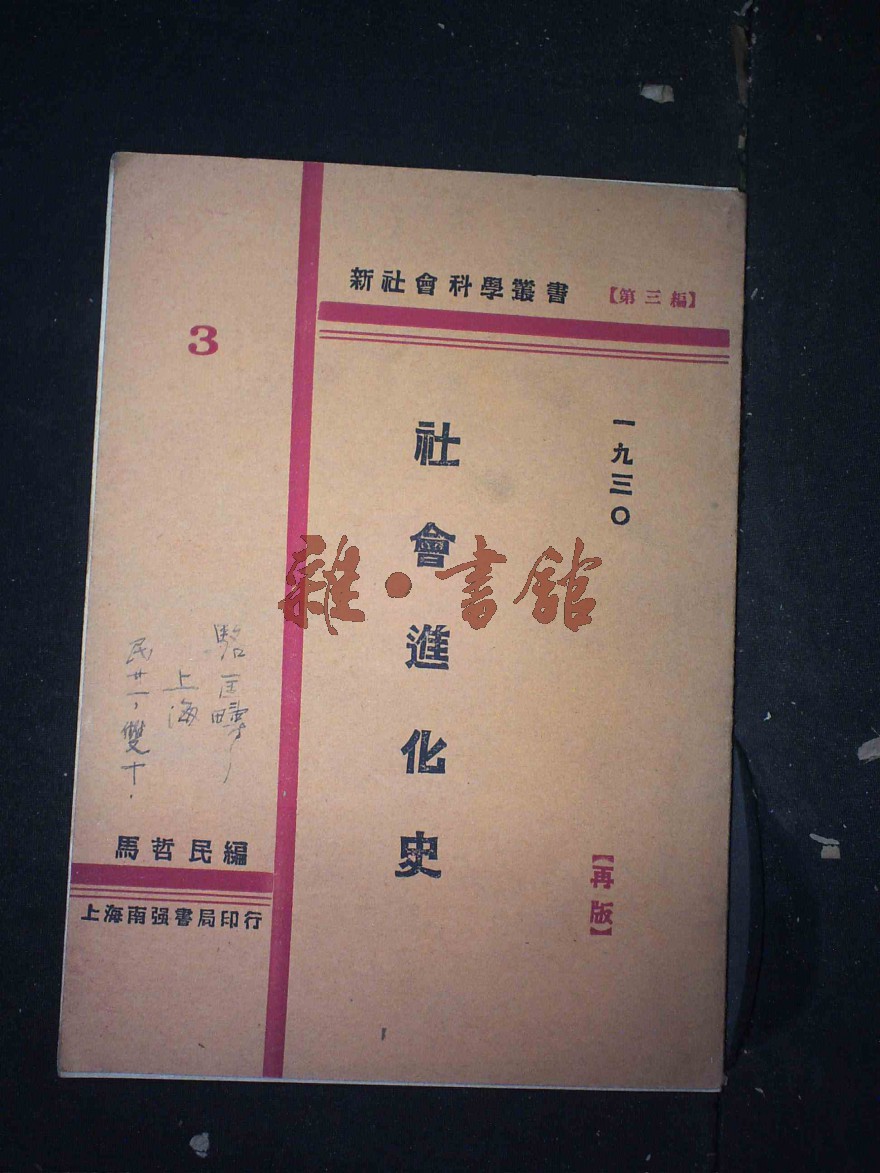 新社會科學叢書
【第三編】
3
一九三〇
社會進化史
雜·書館
上海
民廿一，雙十．
馬哲民編
上海南强書局印行
【再版】